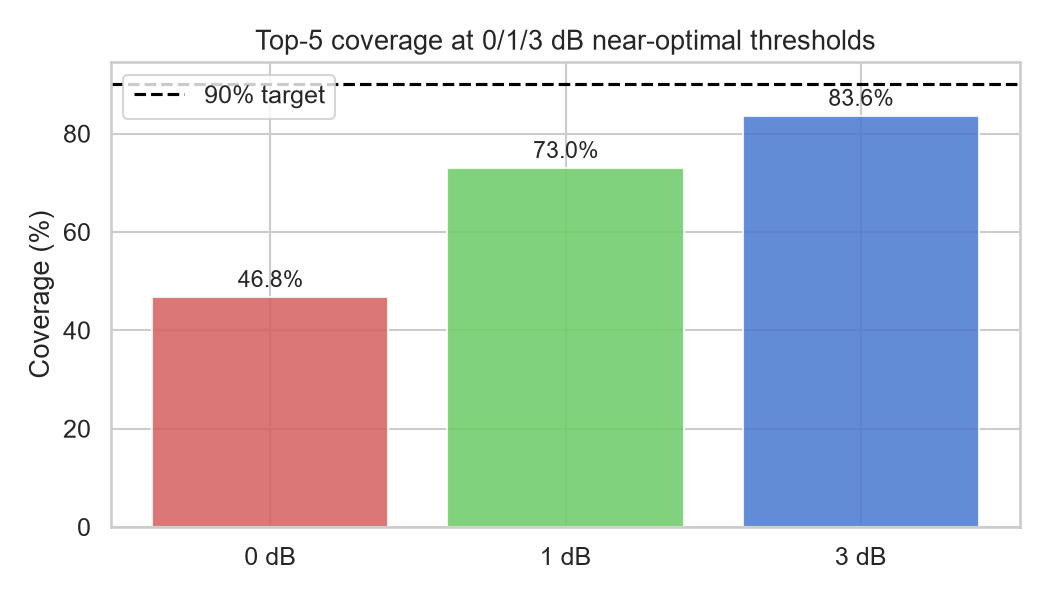 Top-5 coverage at 0/1/3 dB near-optimal thresholds
90% target
83.6%
80
73.0%
60
46.8%
40
20
0
Coverage (%)
0 dB
1 dB
3 dB